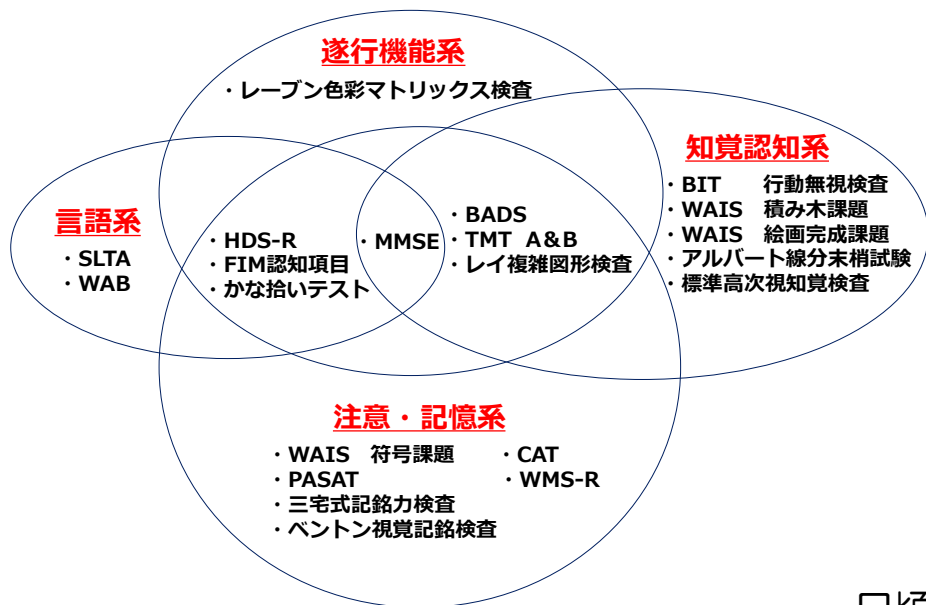 遂行機能系
・レーブン色彩マトリックス検査
知覚認知系
・BIT　行動無視検査
・WAIS　積み木課題
・WAIS　絵画完成課題
・アルバート線分末梢試験
・標準高次視知覚検査
言語系
・SLTA
・WAB
・HDS-R
・FIM認知項目
・かな拾いテスト
・MMSE
・BADS
・TMT A&B
・レイ複雑図形検査
注意・記憶系
・WAIS　符号課題
・PASAT
・三宅式記銘力検査
・ベントン視覚記銘検査
・CAT
・WMS-R